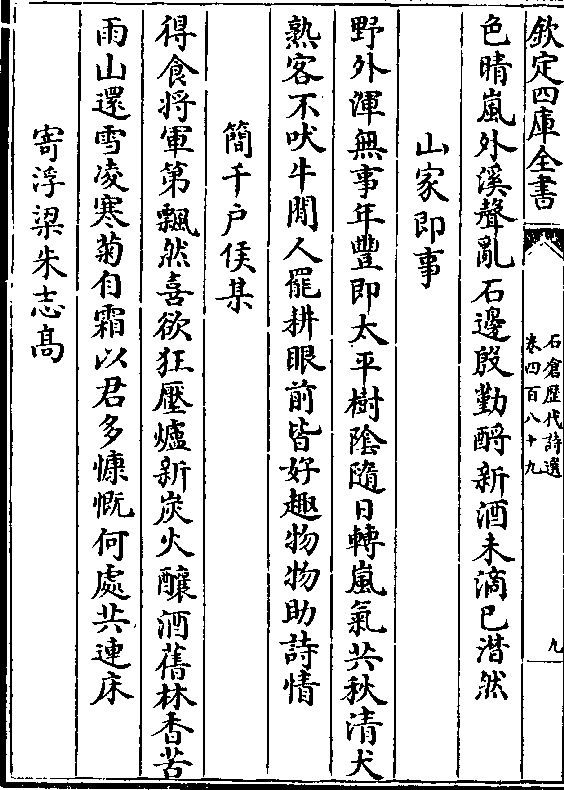 欽定四庫全書
石倉歴代詩選
卷四百八十九
九
色晴嵐外溪聲亂石邊殷勤酹新酒未滴已潸然
山家即事
野外渾無事年豐即太平樹陰隨日轉嵐氣共秋清犬
熟客不吠牛閒人罷耕眼前皆好趣物物助詩情
簡千户侯某
得食将軍第飄然喜欲狂壓爐新炭火釀酒舊林香苦
雨山還雪凌寒菊自霜以君多慷慨何處共連床
寄浮梁朱志高